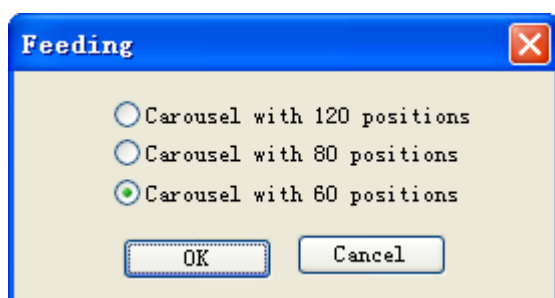 Feeding
Carousel with 120 positions
Carousel with 80 positions
Carousel with 60 positions
OK Cancel